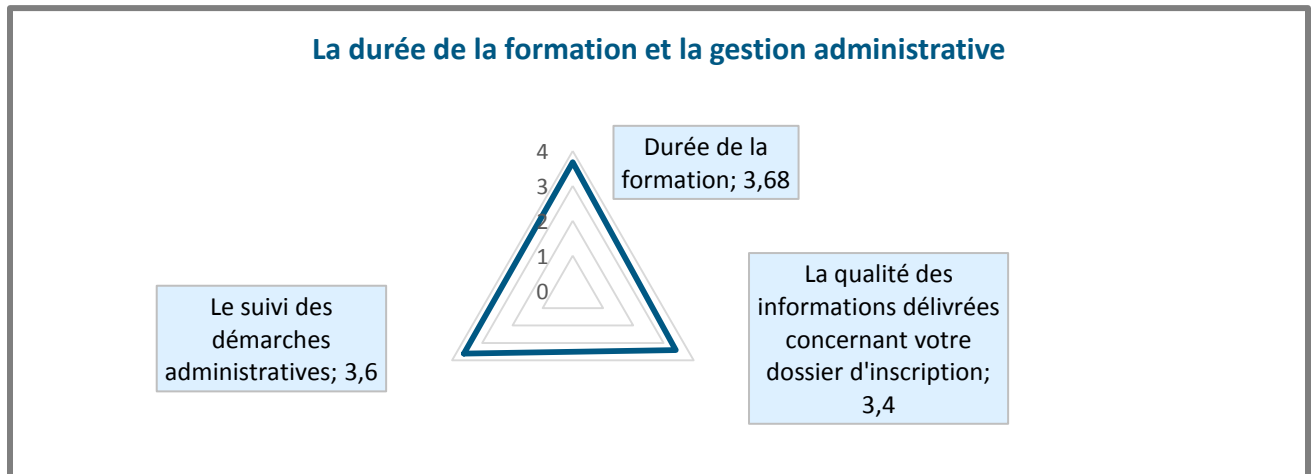 La durée de la formation et la gestion administrative
4
3
2
1
0
Durée de la
formation; 3,68
La qualité des
informations délivrées
concernant votre
dossier d'inscription;
3,4
Le suivi des
démarches
administratives; 3,6